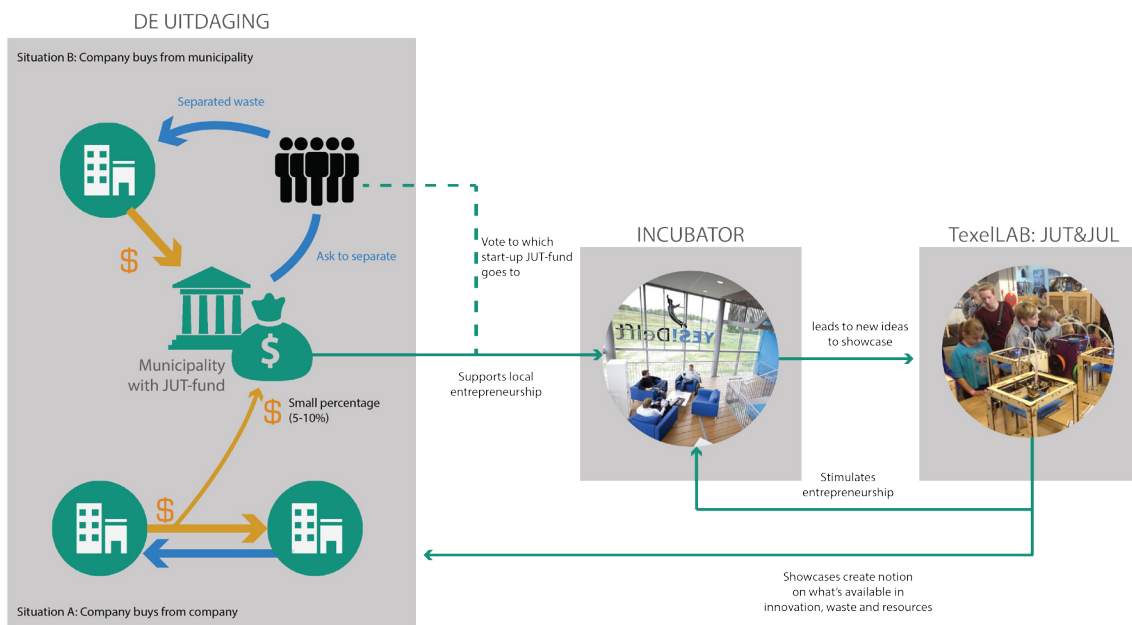 DE UITDAGING
Situation B: Company buys from municipality
Separated waste
Ask to separate
$
$
Municipality
with JUT-fund
$
Small percentage
(5-10%)
$
Situation A: Company buys from company
Vote to which
start-up JUT-fund
goes to
Supports local
entrepreneurship
INCUBATOR
YES!Delft
leads to new ideas
to showcase
TexelLAB: JUT&JUL
Stimulates
entrepreneurship
Showcases create notion
on what's available in
innovation, waste and resources